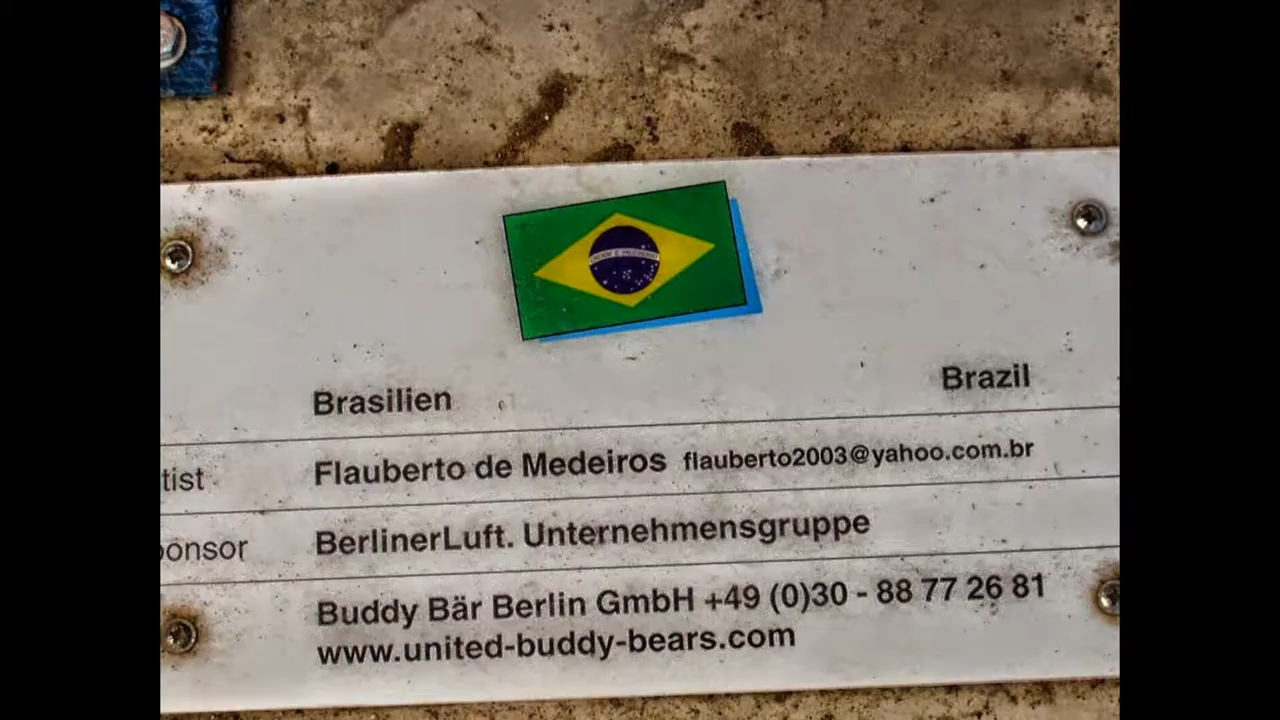 Brasilien Brazil
tist Flauberto de Medeiros flauberto2003@yahoo.com.br
ponsor BerlinerLuft. Unternehmensgruppe
Buddy Bär Berlin GmbH +49 (0)30 - 88 77 26 81
www.united-buddy-bears.com